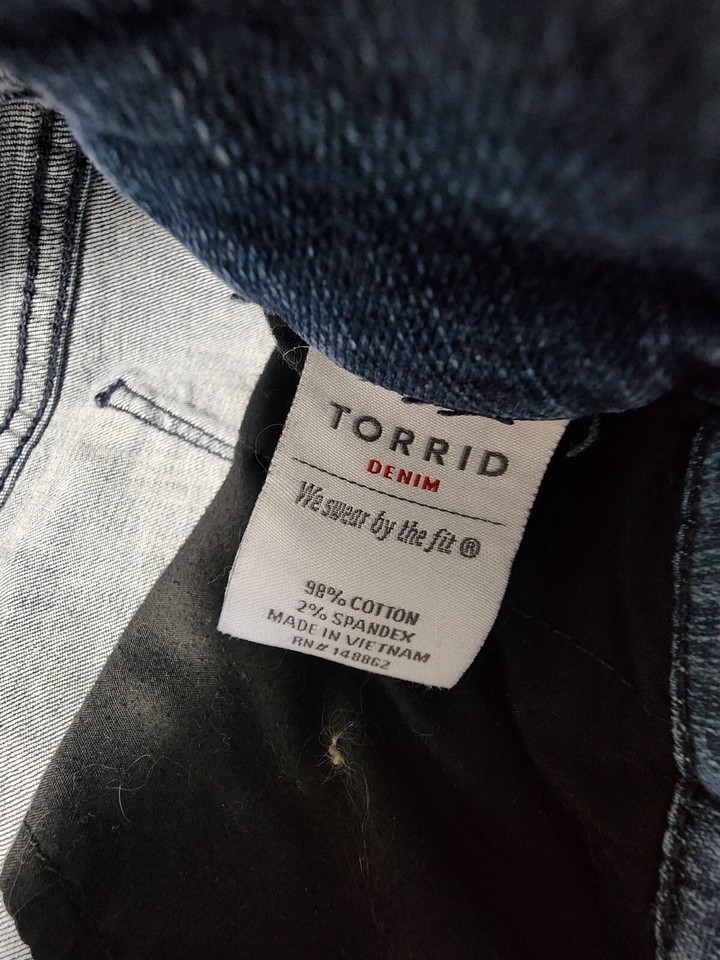 TORRID
DENIM
We swear by the fit ®
98% COTTON
2% SPANDEX
MADE IN VIETNAM
RN# 148862